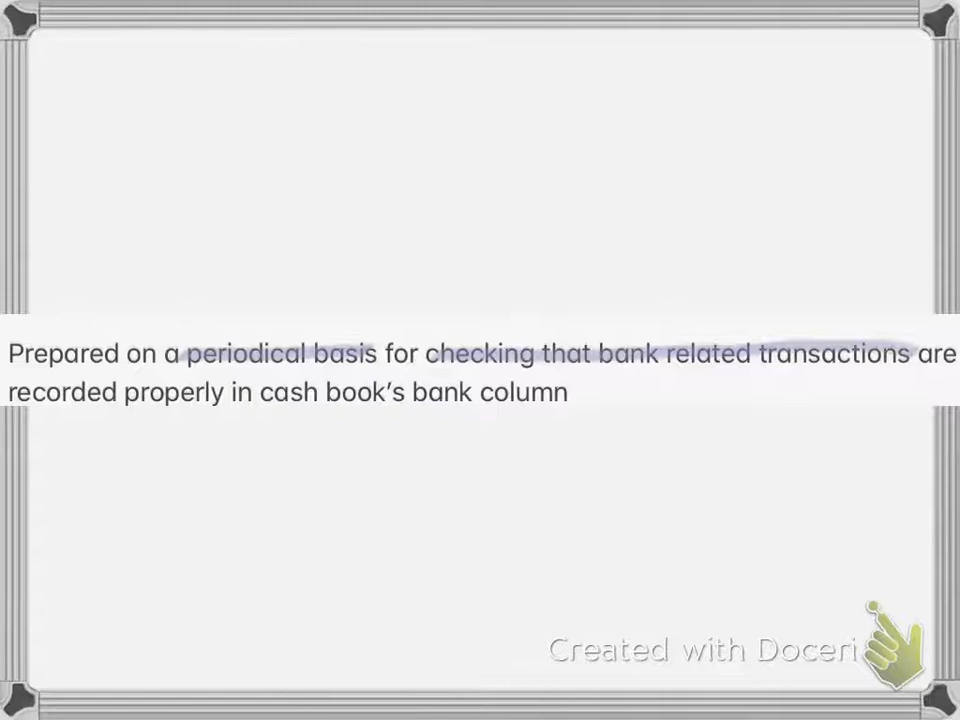 Prepared on a periodical basis for checking that bank related transactions are
recorded properly in cash book’s bank column
Created with Doceri